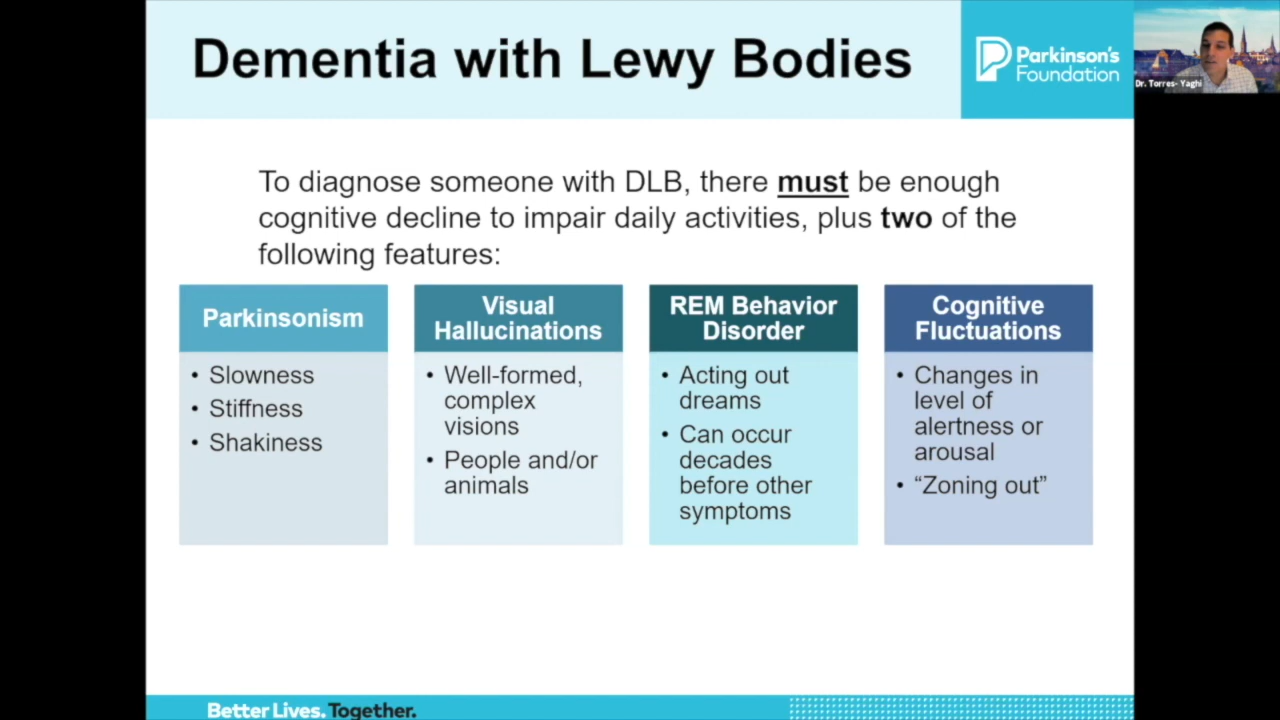 Dementia with Lewy Bodies
Parkinson's
Foundation
Dr. Torres- Yaghi
To diagnose someone with DLB, there must be enough
cognitive decline to impair daily activities, plus two of the
following features:
Parkinsonism
• Slowness
• Stiffness
• Shakiness
Visual
Hallucinations
• Well-formed,
complex
visions
• People and/or
animals
REM Behavior
Disorder
• Acting out
dreams
• Can occur
decades
before other
symptoms
Cognitive
Fluctuations
• Changes in
level of
alertness or
arousal
• “Zoning out”
Better Lives. Together.